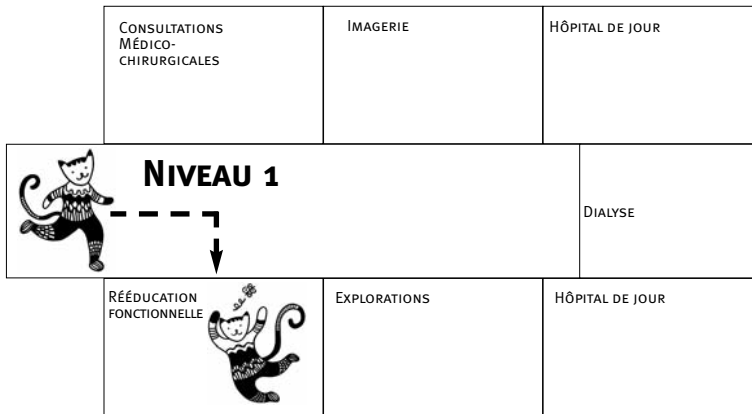 Consultations
Médico-
chirurgicales
Imagerie
Hôpital de jour
Niveau 1
Dialyse
Rééducation
fonctionnelle
Explorations
Hôpital de jour